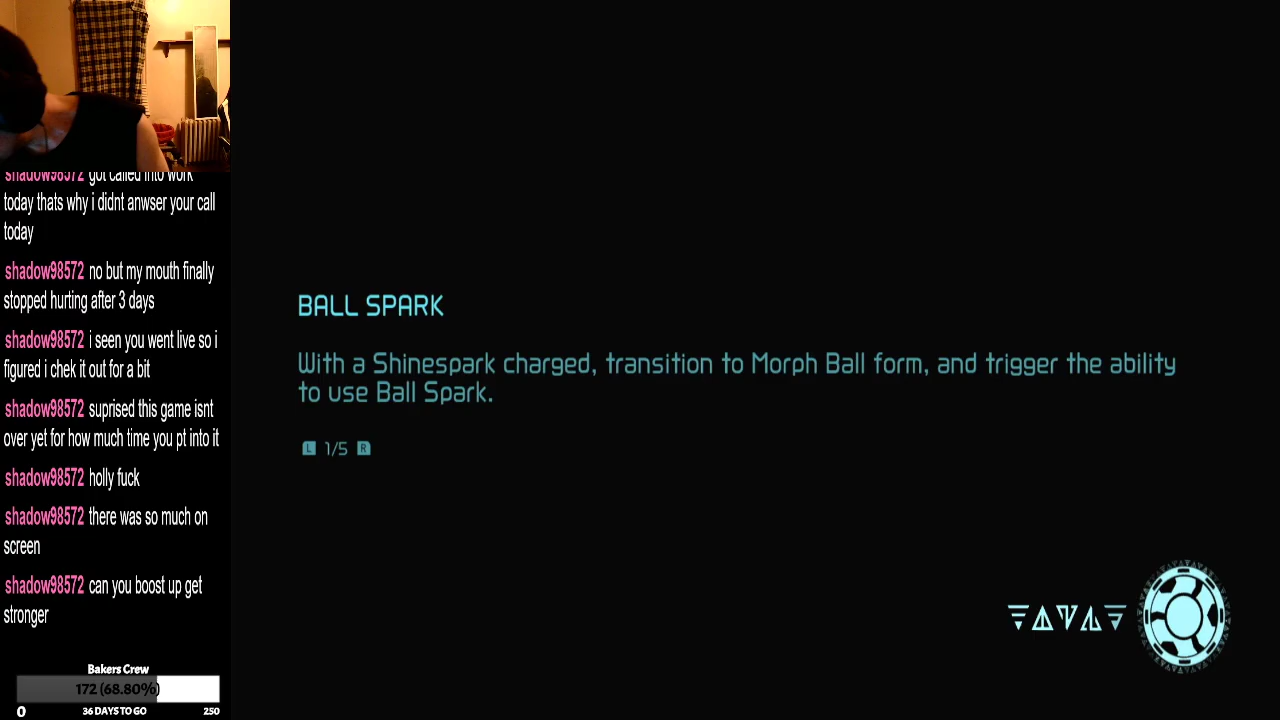 shadow98572 got called into work
today thats why i didnt anwser your call
today
shadow98572 no but my mouth finally
stopped hurting after 3 days
shadow98572 i seen you went live so i
figured i chek it out for a bit
shadow98572 suprised this game isnt
over yet for how much time you pt into it
shadow98572 holly fuck
shadow98572 there was so much on
screen
shadow98572 can you boost up get
stronger
Bakers Crew
172 (68.80%)
0 36 DAYS TO GO 250
BALL SPARK
With a Shinespark charged, transition to Morph Ball form, and trigger the ability
to use Ball Spark.
L 1/5 R